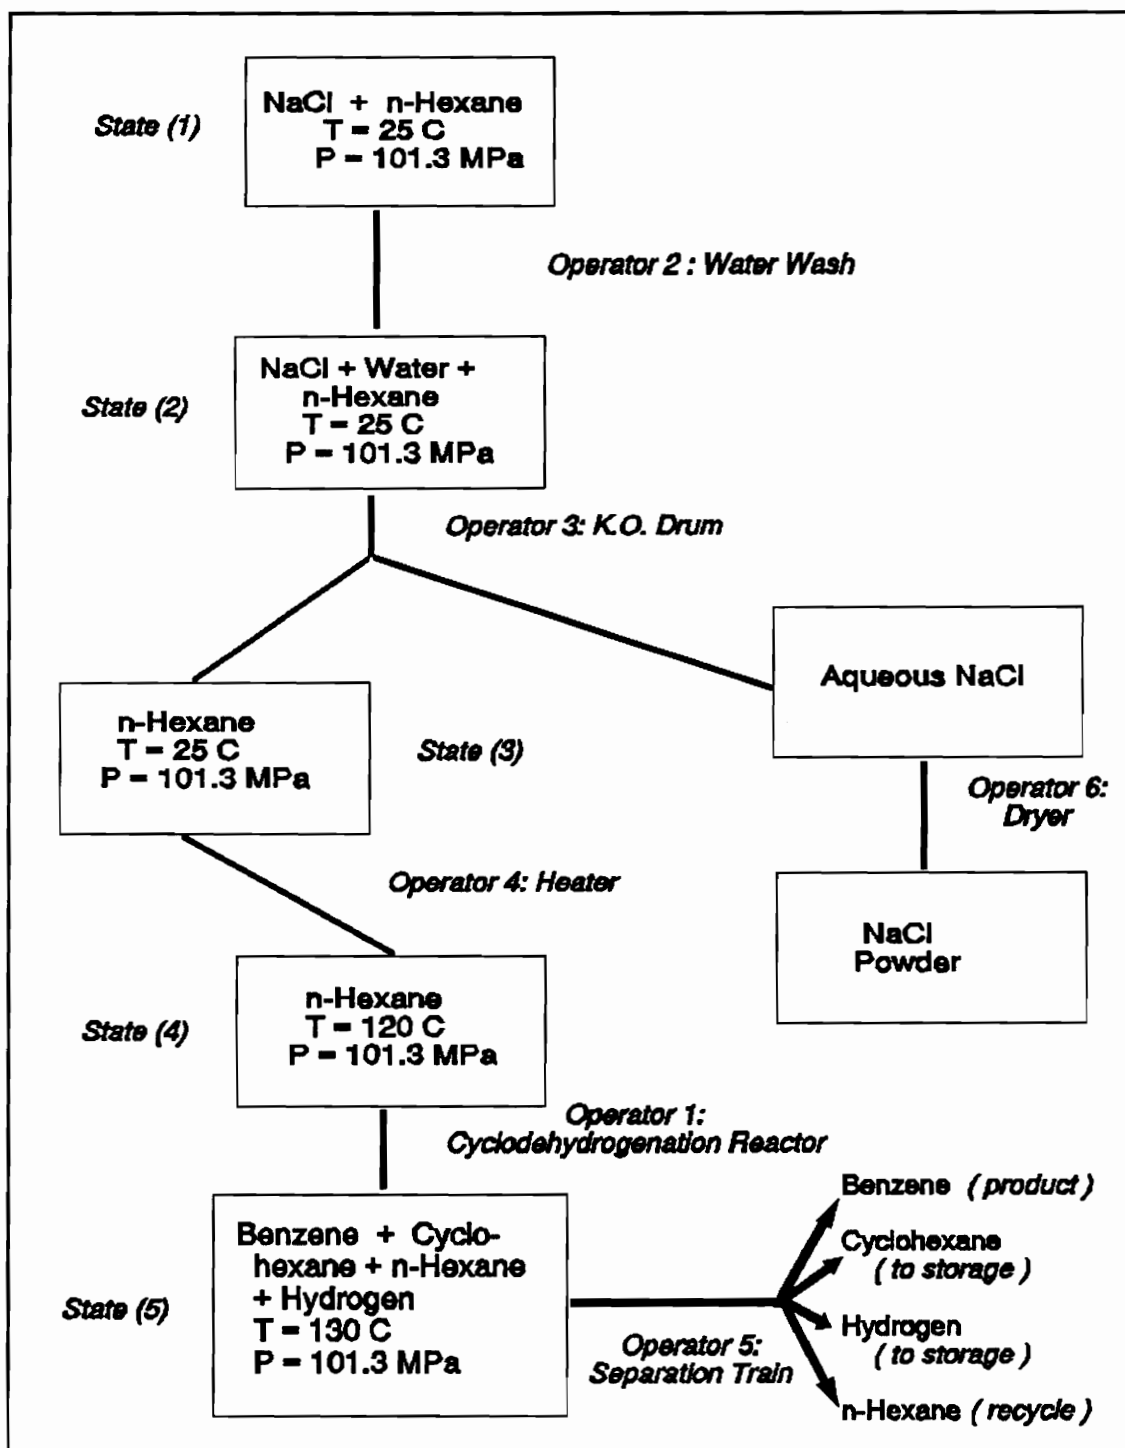 NaCl + n-Hexane
T = 25 C
P = 101.3 MPa
State (1)
Operator 2 : Water Wash
NaCl + Water +
n-Hexane
T = 25 C
P = 101.3 MPa
State (2)
Operator 3: K.O. Drum
Aqueous NaCl
n-Hexane
T = 25 C
P = 101.3 MPa
State (3)
Operator 6:
Dryer
Operator 4: Heater
NaCl
Powder
n-Hexane
T = 120 C
P = 101.3 MPa
State (4)
Operator 1:
Cyclodehydrogenation Reactor
Benzene + Cyclo-
hexane + n-Hexane
+ Hydrogen
T = 130 C
P = 101.3 MPa
State (5)
Operator 5:
Separation Train
Benzene ( product )
Cyclohexane
( to storage )
Hydrogen
( to storage )
n-Hexane ( recycle )